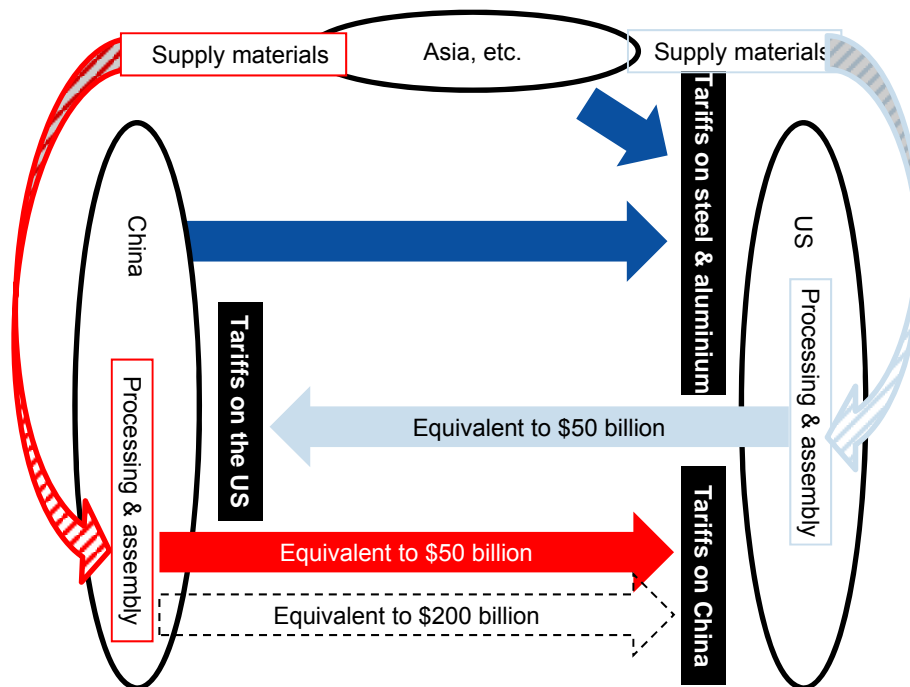 Supply materials
Asia, etc.
Supply materials
Tariffs on steel & aluminium
China
US
Tariffs on the US
Processing & assembly
Processing & assembly
Equivalent to $50 billion
Tariffs on China
Equivalent to $50 billion
Equivalent to $200 billion